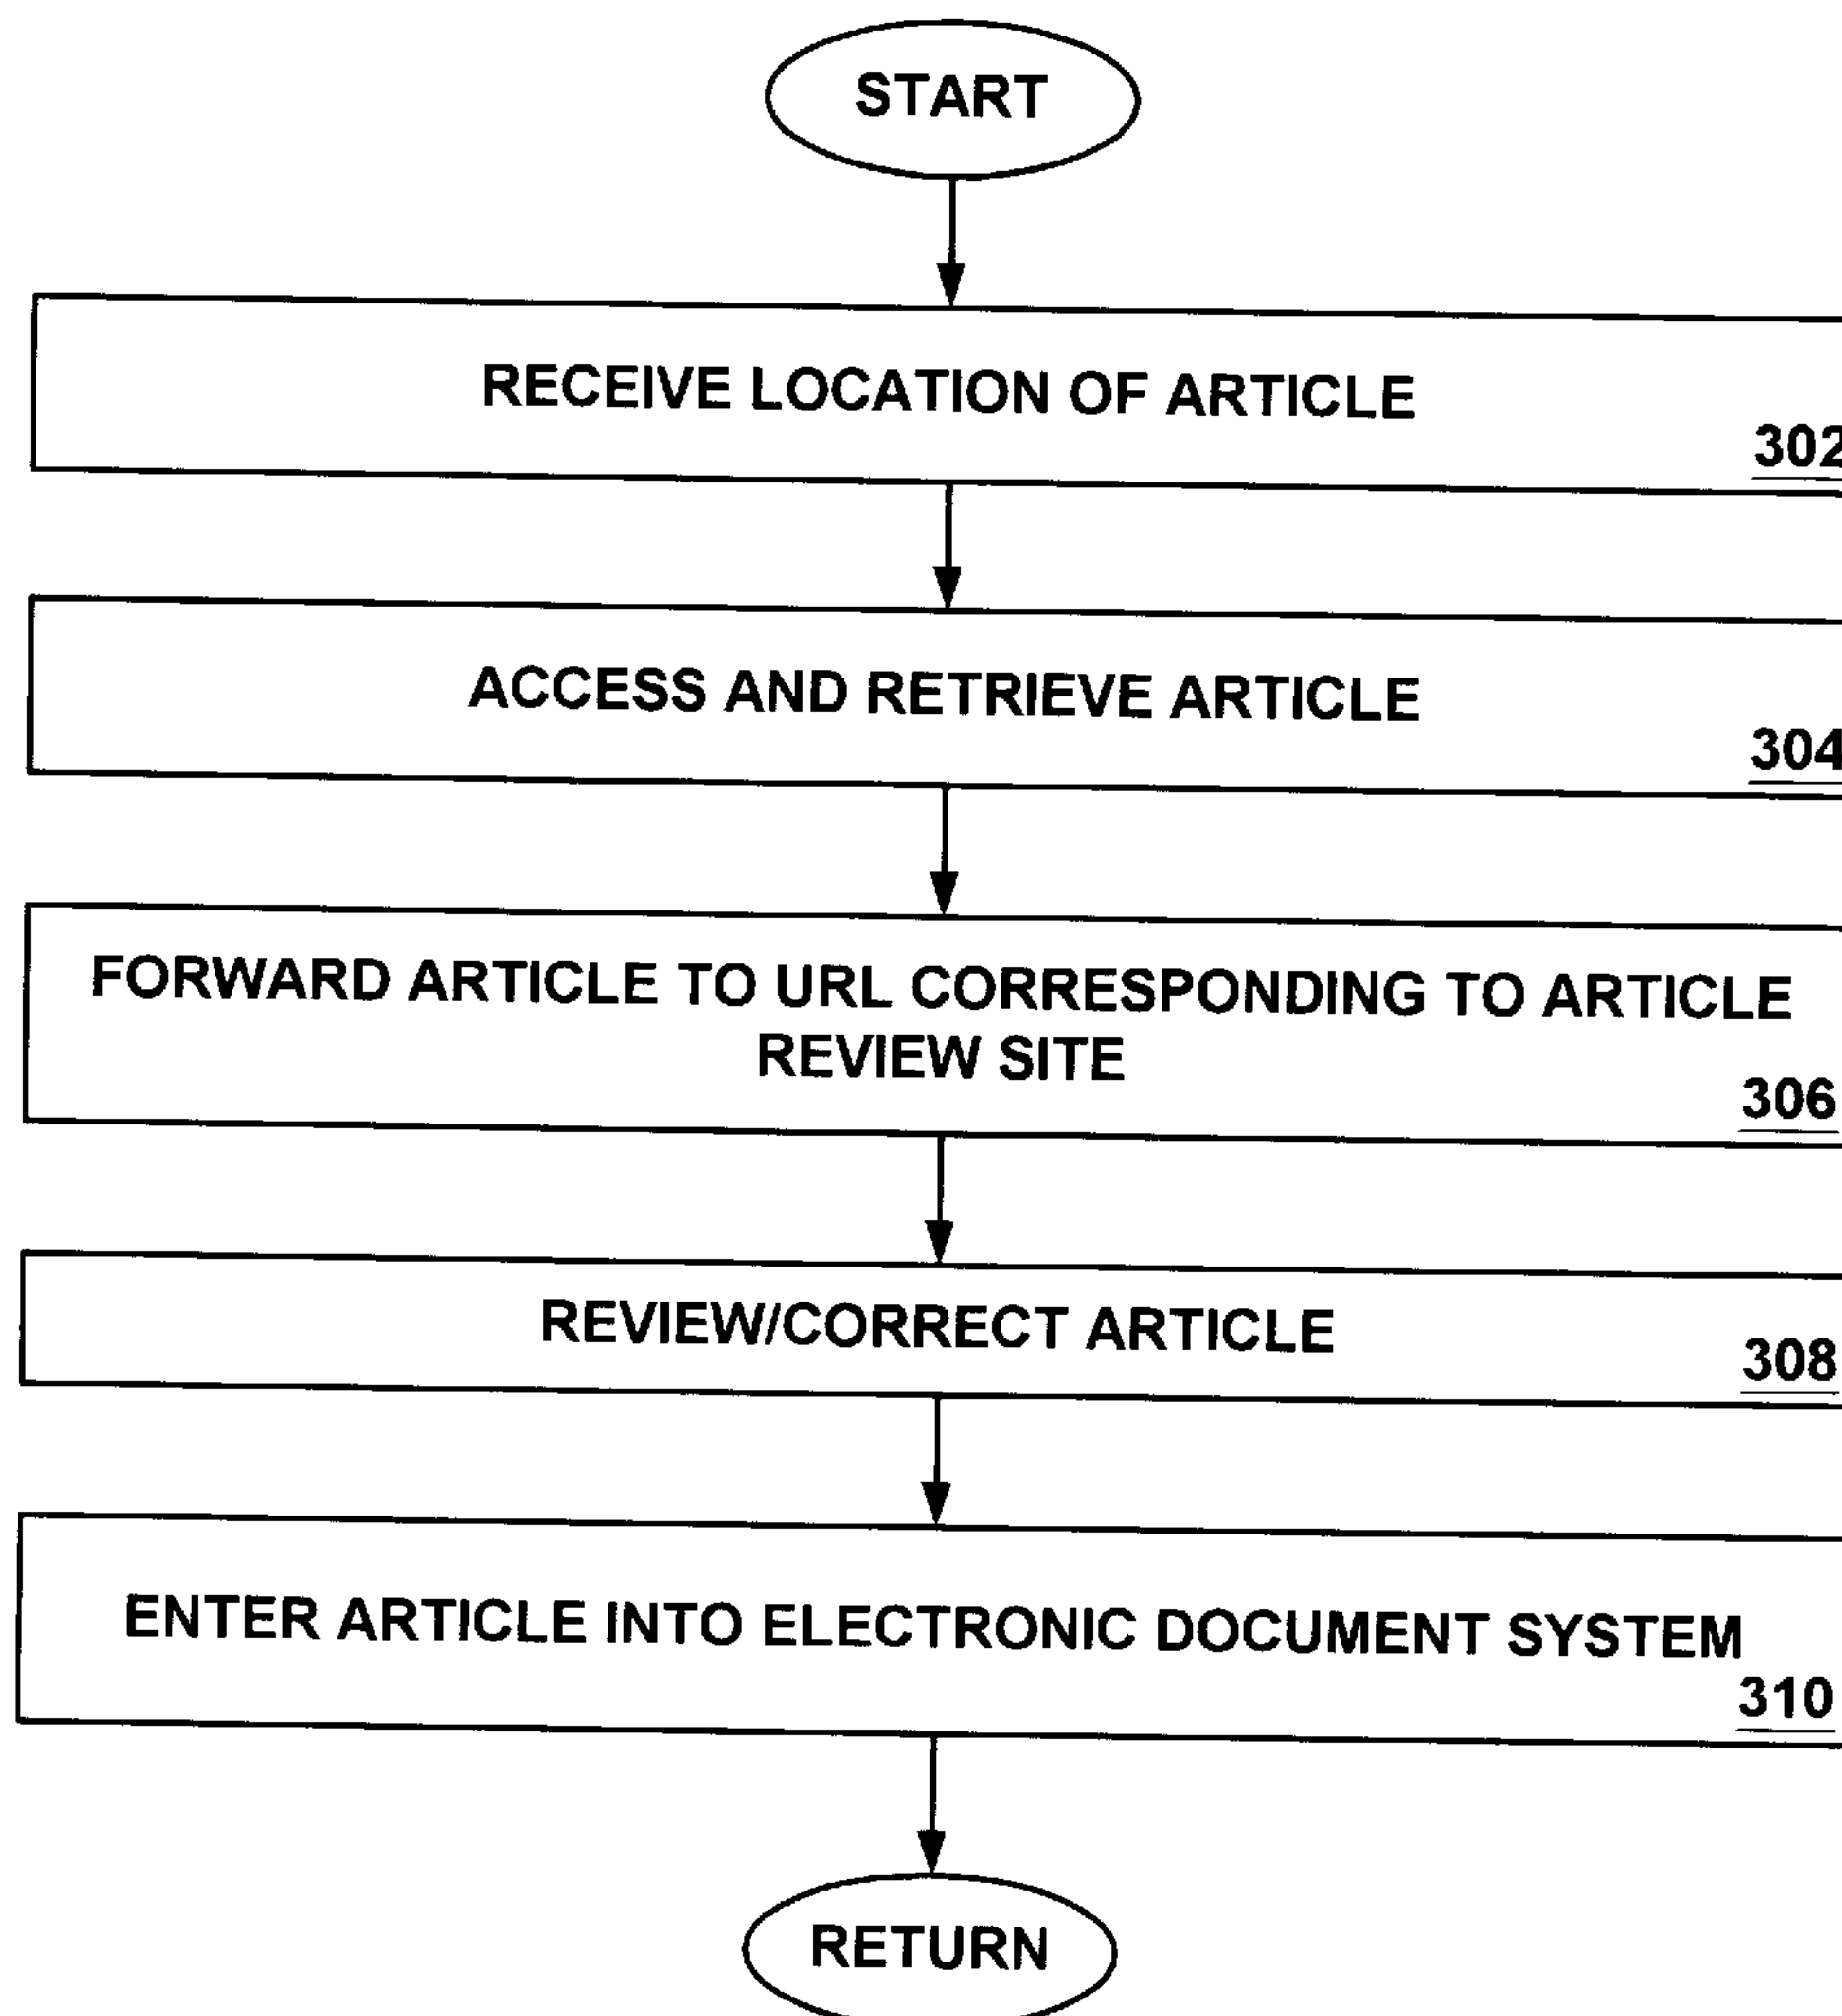 START
RECEIVE LOCATION OF ARTICLE
302
ACCESS AND RETRIEVE ARTICLE
304
FORWARD ARTICLE TO URL CORRESPONDING TO ARTICLE
REVIEW SITE
306
REVIEW/CORRECT ARTICLE
308
ENTER ARTICLE INTO ELECTRONIC DOCUMENT SYSTEM
310
RETURN